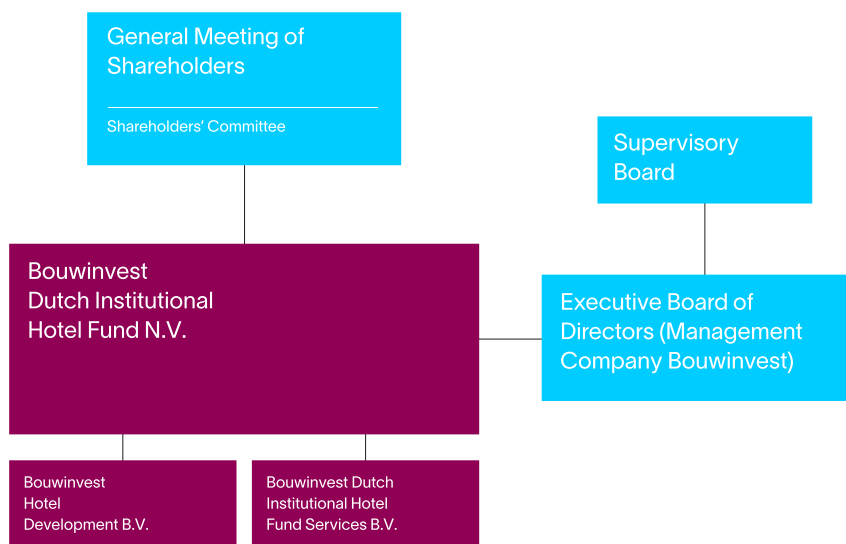 General Meeting of
Shareholders
Shareholders' Committee
Supervisory
Board
Bouwinvest
Dutch Institutional
Hotel Fund N.V.
Executive Board of
Directors (Management
Company Bouwinvest)
Bouwinvest
Hotel
Development B.V.
Bouwinvest Dutch
Institutional Hotel
Fund Services B.V.